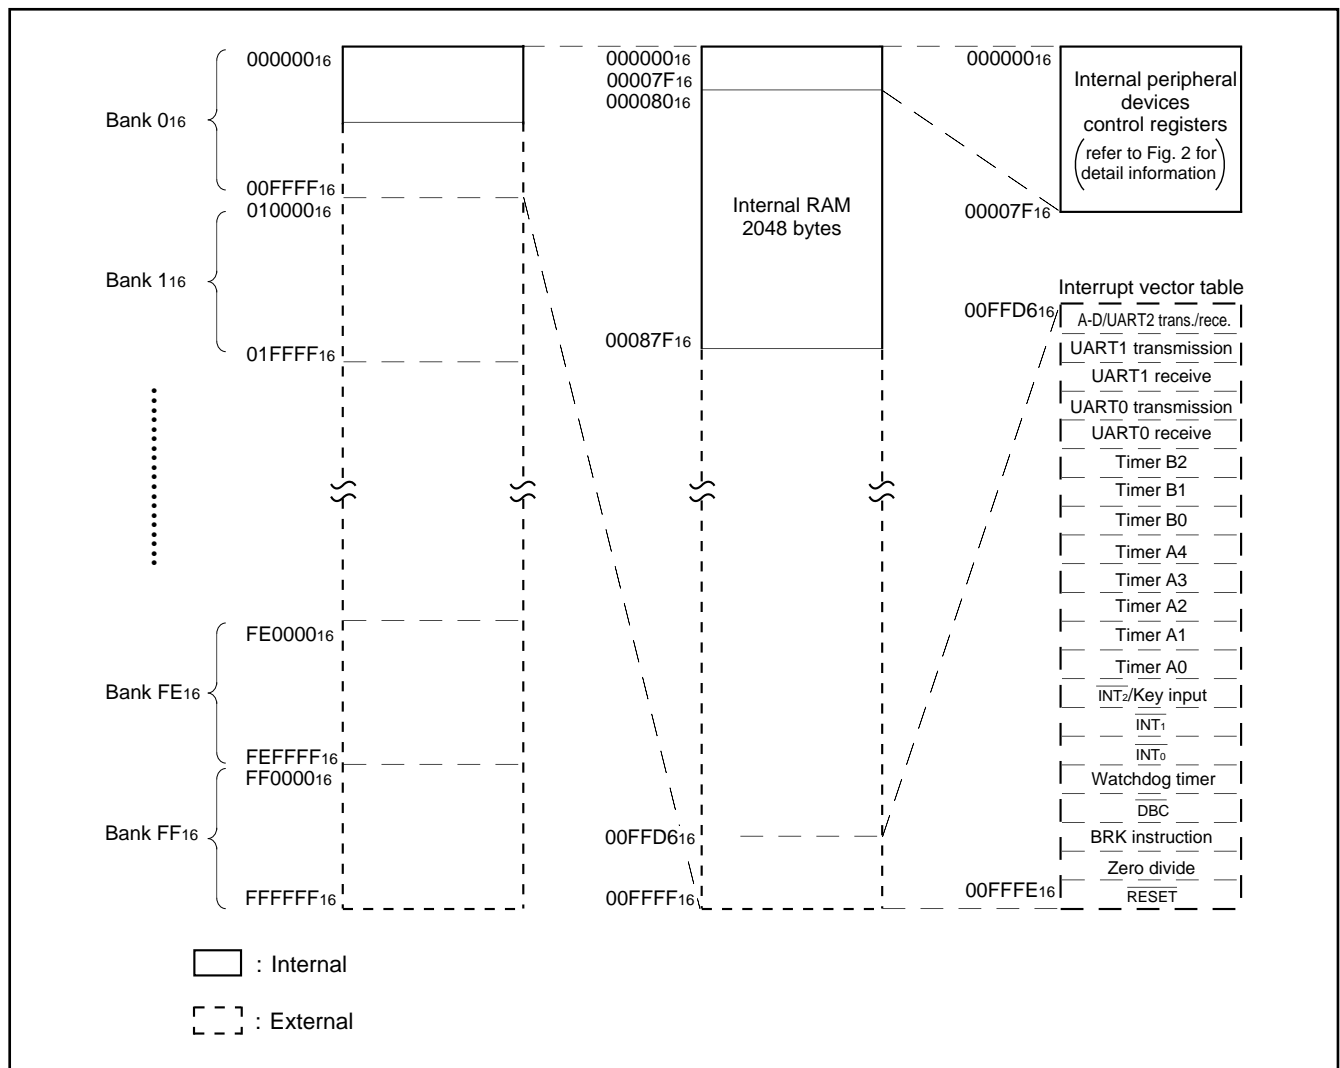 Bank 016
Bank 116
Bank FE16
Bank FF16
00000016
00FFFF16
01000016
01FFFF16
FE000016
FEFFFF16
FF000016
FFFFFF16
00000016
00007F16
00008016
Internal RAM
2048 bytes
00087F16
00FFD616
00FFFF16
00000016
Internal peripheral
devices
control registers
( refer to Fig. 2 for
detail information )
00007F16
Interrupt vector table
00FFD616
A-D/UART2 trans./rece.
UART1 transmission
UART1 receive
UART0 transmission
UART0 receive
Timer B2
Timer B1
Timer B0
Timer A4
Timer A3
Timer A2
Timer A1
Timer A0
INT2/Key input
INT1
INT0
Watchdog timer
DBC
BRK instruction
Zero divide
RESET
00FFFE16
: Internal
: External